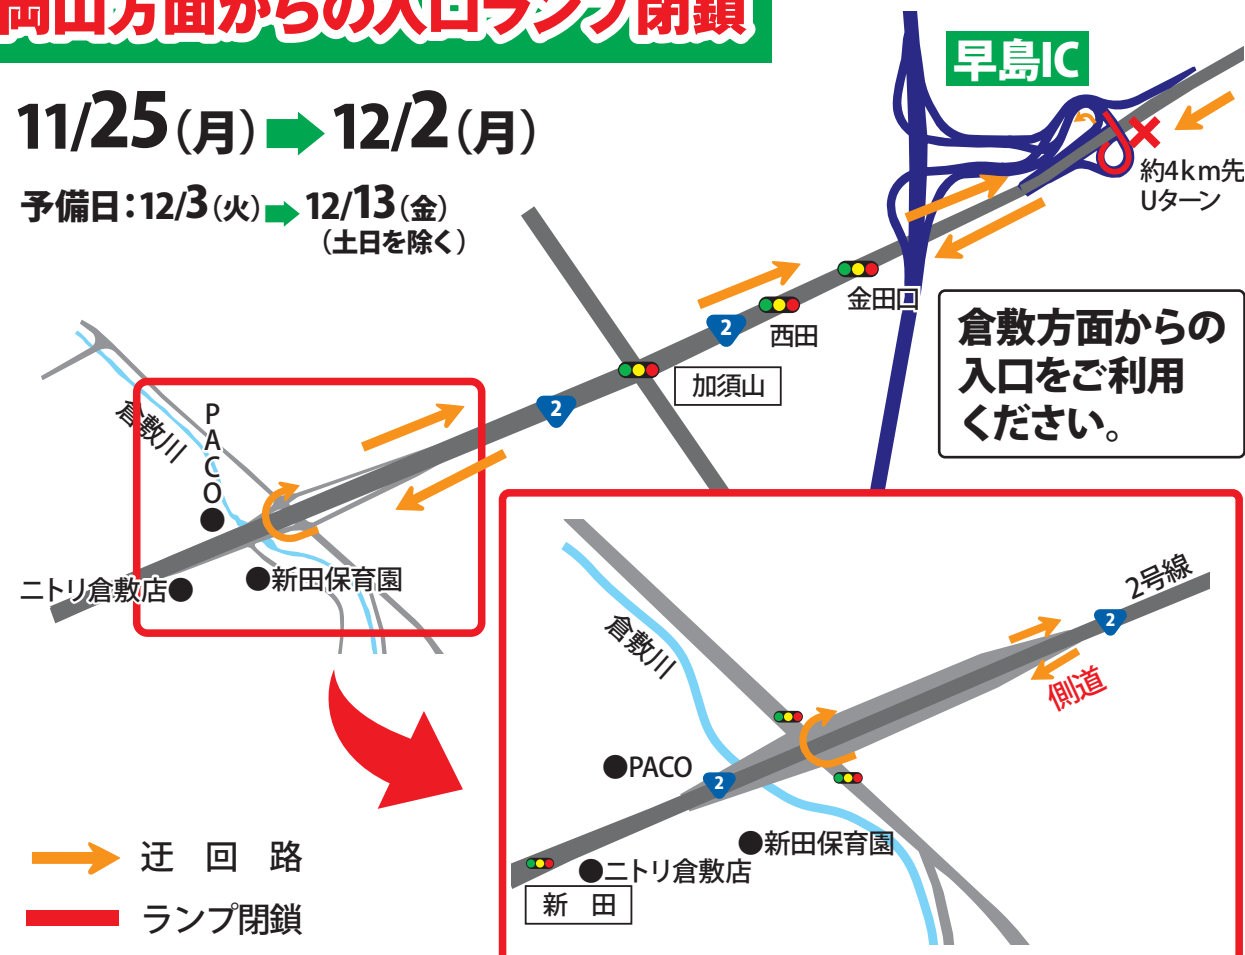 岡山方面からの入口ランプ閉鎖
11/25(月) 12/2(月)
予備日:12/3(火) 12/13(金)
(土日を除く)
早島IC
約4km先
Uターン
金田口
西田
2
加須山
2
倉敷方面からの
入口をご利用
ください。
倉敷川
PACO
新田保育園
ニトリ倉敷店
2号線
2
側道
倉敷川
PACO
2
新田保育園
ニトリ倉敷店
新田
迂回路
ランプ閉鎖